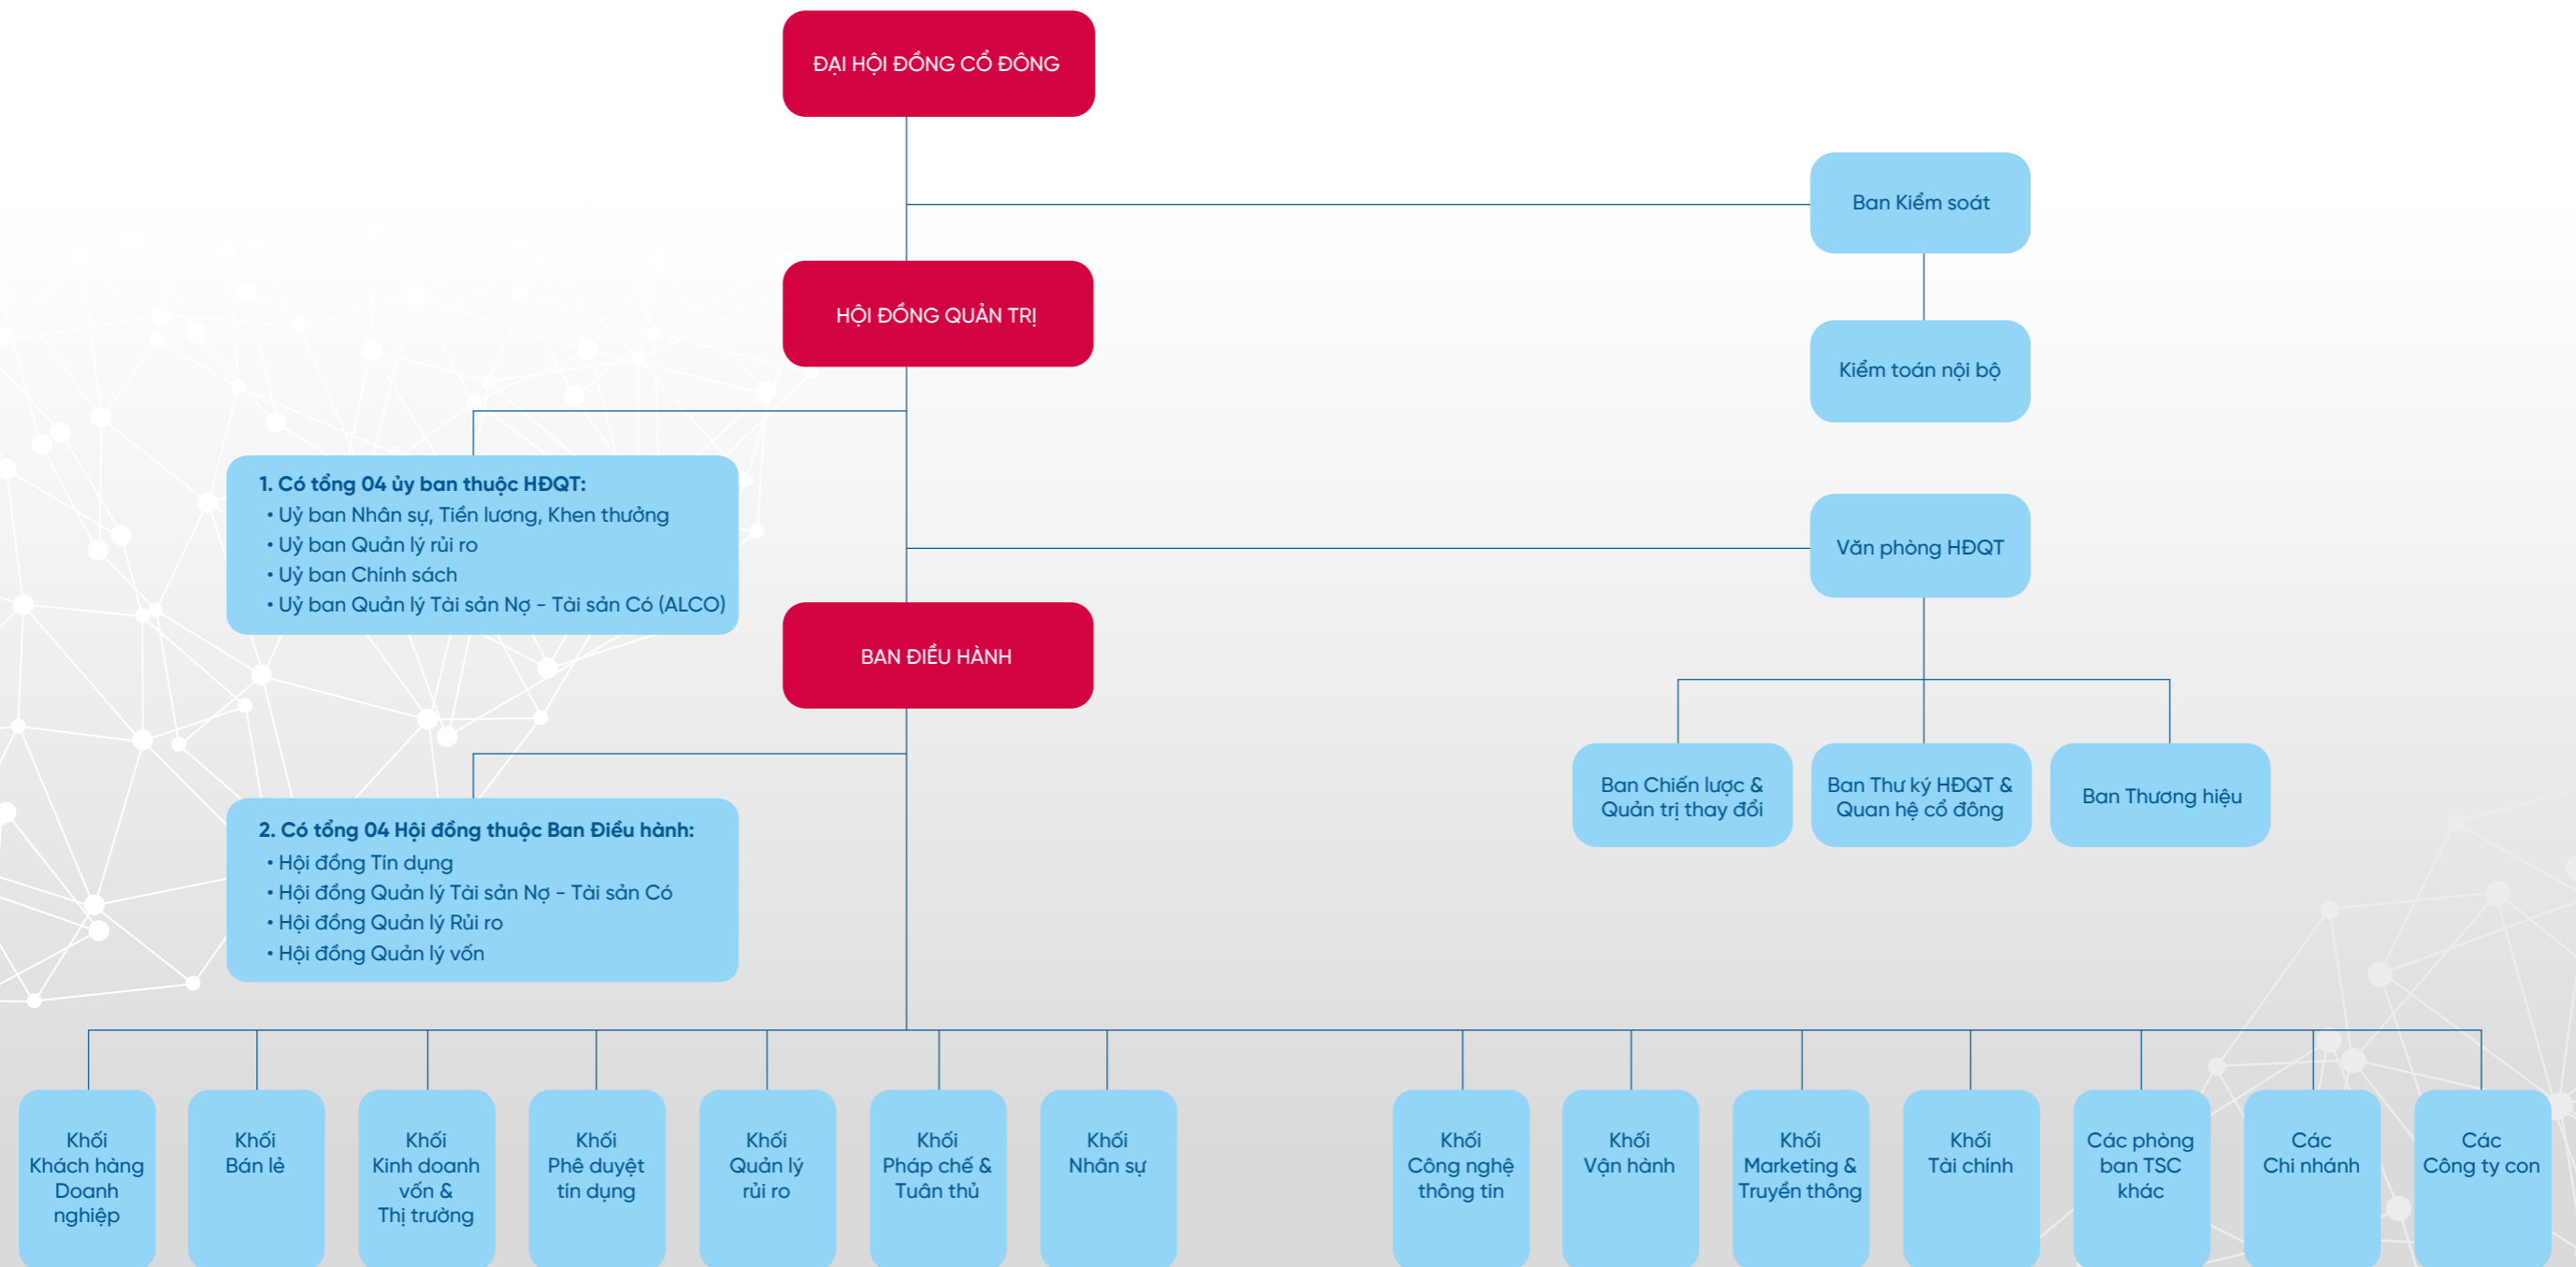 ĐẠI HỘI ĐỒNG CỔ ĐÔNG
Ban Kiểm soát
HỘI ĐỒNG QUẢN TRỊ
Kiểm toán nội bộ
1. Có tổng 04 ủy ban thuộc HĐQT:
• Uỷ ban Nhân sự, Tiền lương, Khen thưởng
• Uỷ ban Quản lý rủi ro
• Uỷ ban Chính sách
• Uỷ ban Quản lý Tài sản Nợ - Tài sản Có (ALCO)
Văn phòng HĐQT
BAN ĐIỀU HÀNH
Ban Chiến lược &
Quản trị thay đổi
Ban Thư ký HĐQT &
Quan hệ cổ đông
Ban Thương hiệu
2. Có tổng 04 Hội đồng thuộc Ban Điều hành:
• Hội đồng Tín dụng
• Hội đồng Quản lý Tài sản Nợ - Tài sản Có
• Hội đồng Quản lý Rủi ro
• Hội đồng Quản lý vốn
Khối
Khách hàng
Doanh
nghiệp
Khối
Bán lẻ
Khối
Kinh doanh
vốn &
Thị trường
Khối
Phê duyệt
tín dụng
Khối
Quản lý
rủi ro
Khối
Pháp chế &
Tuân thủ
Khối
Nhân sự
Khối
Công nghệ
thông tin
Khối
Vận hành
Khối
Marketing &
Truyền thông
Khối
Tài chính
Các phòng
ban TSC
khác
Các
Chi nhánh
Các
Công ty con